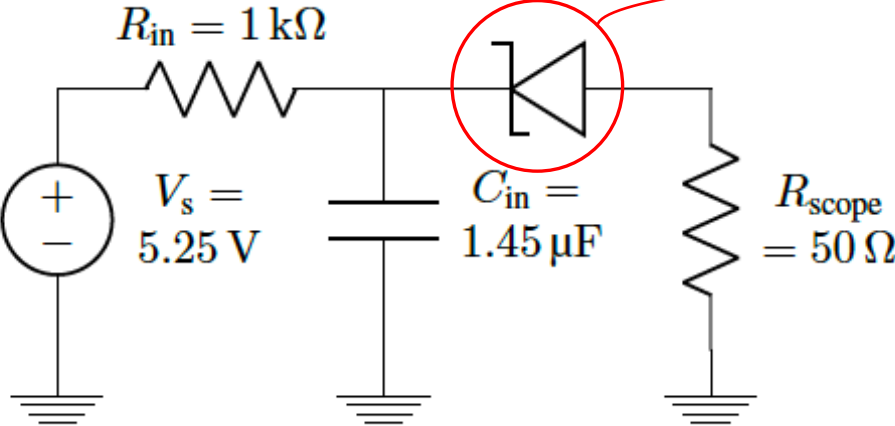 R_in = 1 kΩ
+
−
V_s =
5.25 V
C_in =
1.45 μF
R_scope
= 50 Ω